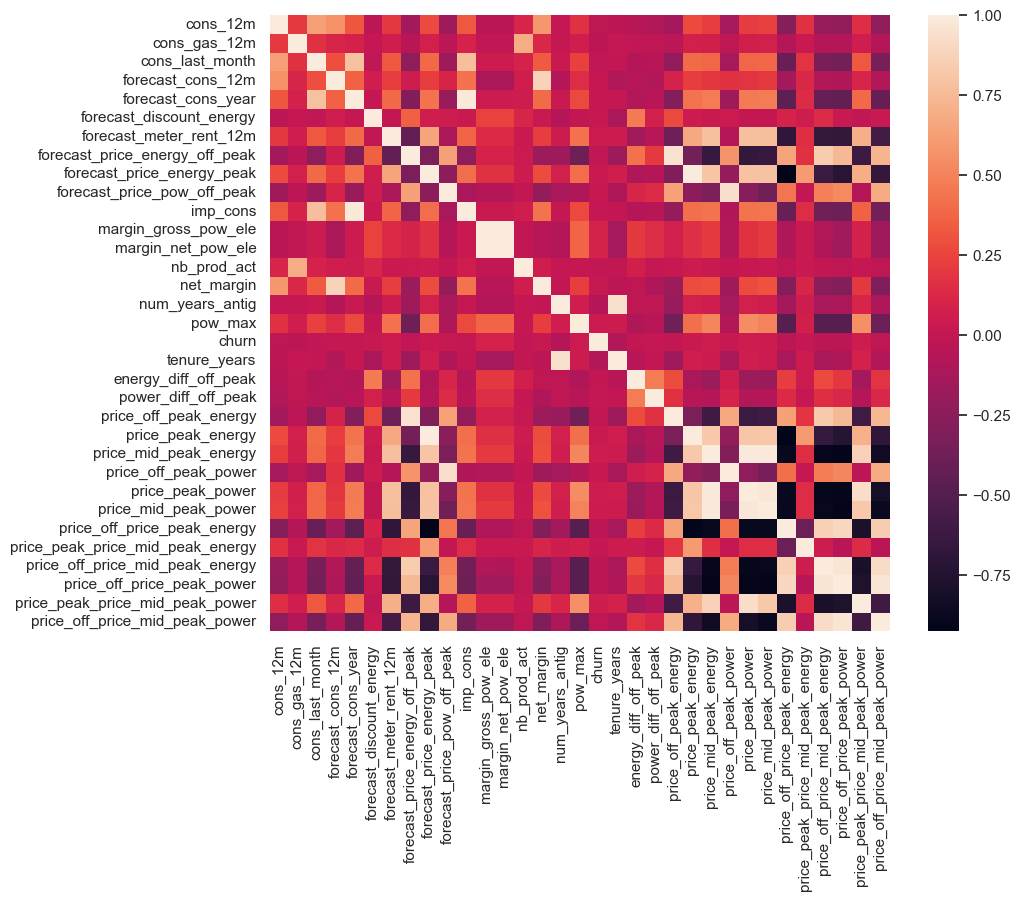 cons_12m
cons_gas_12m
cons_last_month
forecast_cons_12m
forecast_cons_year
forecast_discount_energy
forecast_meter_rent_12m
forecast_price_energy_off_peak
forecast_price_energy_peak
forecast_price_pow_off_peak
imp_cons
margin_gross_pow_ele
margin_net_pow_ele
nb_prod_act
net_margin
num_years_antig
pow_max
churn
tenure_years
energy_diff_off_peak
power_diff_off_peak
price_off_peak_energy
price_peak_energy
price_mid_peak_energy
price_off_peak_power
price_peak_power
price_mid_peak_power
price_off_price_peak_energy
price_peak_price_mid_peak_energy
price_off_price_mid_peak_energy
price_off_price_peak_power
price_peak_price_mid_peak_power
price_off_price_mid_peak_power
cons_12m
cons_gas_12m
cons_last_month
forecast_cons_12m
forecast_cons_year
forecast_discount_energy
forecast_meter_rent_12m
forecast_price_energy_off_peak
forecast_price_energy_peak
forecast_price_pow_off_peak
imp_cons
margin_gross_pow_ele
margin_net_pow_ele
nb_prod_act
net_margin
num_years_antig
pow_max
churn
tenure_years
energy_diff_off_peak
power_diff_off_peak
price_off_peak_energy
price_peak_energy
price_mid_peak_energy
price_off_peak_power
price_peak_power
price_mid_peak_power
price_off_price_peak_energy
price_peak_price_mid_peak_energy
price_off_price_mid_peak_energy
price_off_price_peak_power
price_peak_price_mid_peak_power
price_off_price_mid_peak_power
1.00
0.75
0.50
0.25
0.00
−0.25
−0.50
−0.75